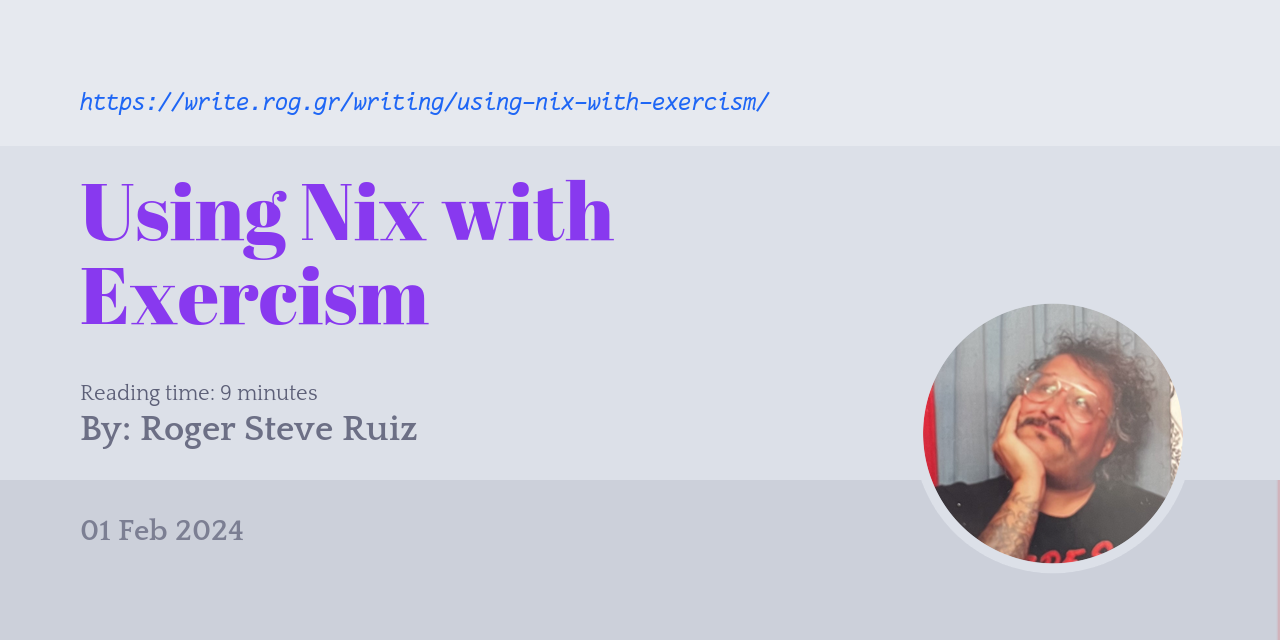 https://write.rog.gr/writing/using-nix-with-exercism/
Using Nix with
Exercism
Reading time: 9 minutes
By: Roger Steve Ruiz
01 Feb 2024